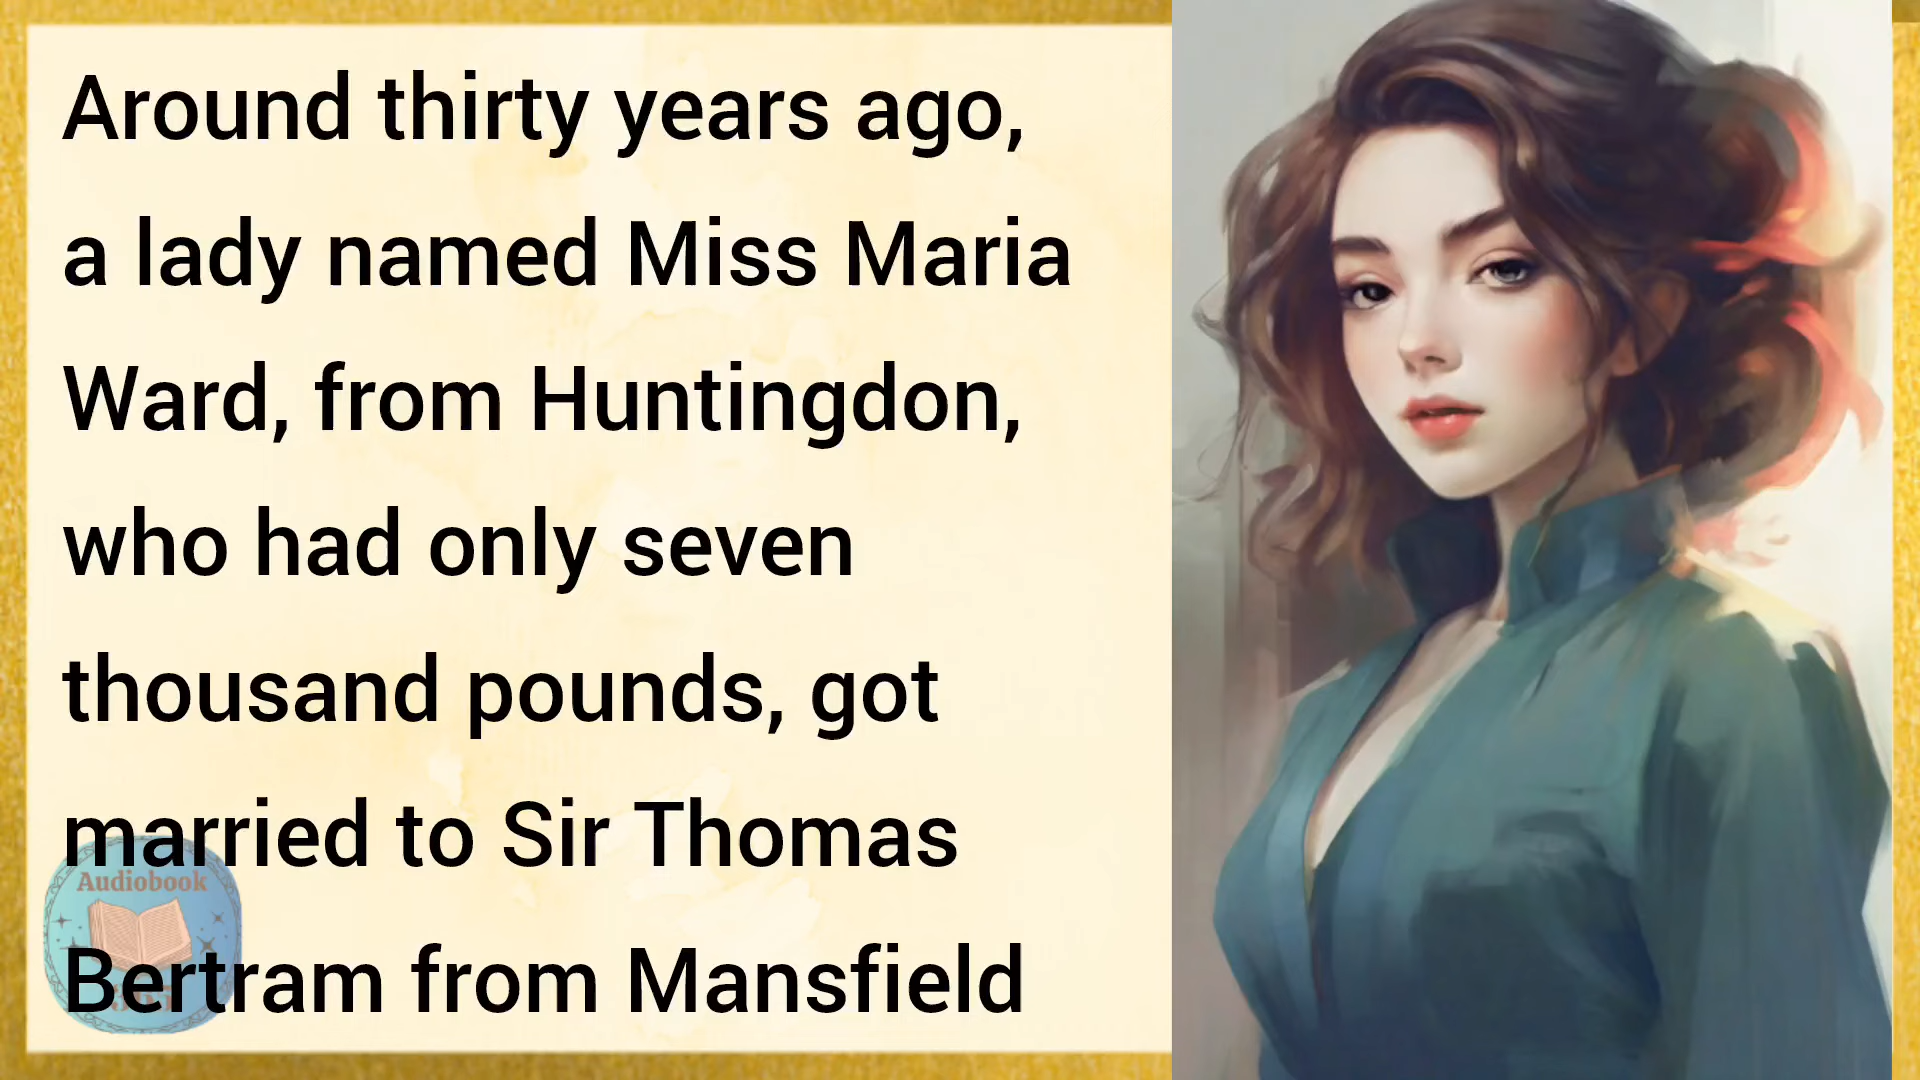 Around thirty years ago,
a lady named Miss Maria
Ward, from Huntingdon,
who had only seven
thousand pounds, got
married to Sir Thomas
Audiobook
Bertram from Mansfield